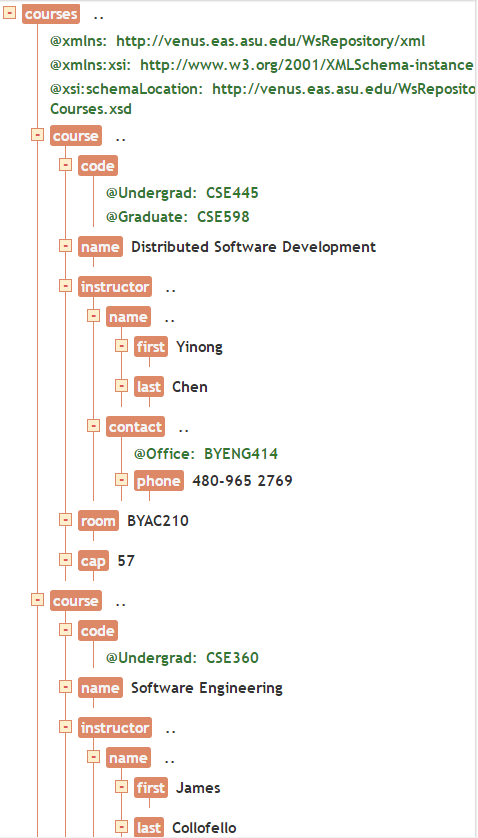 courses ..
@xmlns: http://venus.eas.asu.edu/WsRepository/xml
@xmlns:xsi: http://www.w3.org/2001/XMLSchema-instance
@xsi:schemaLocation: http://venus.eas.asu.edu/WsReposito
Courses.xsd
course ..
code
@Undergrad: CSE445
@Graduate: CSE598
name Distributed Software Development
instructor ..
name ..
first Yinong
last Chen
contact ..
@Office: BYENG414
phone 480-965 2769
room BYAC210
cap 57
course ..
code
@Undergrad: CSE360
name Software Engineering
instructor ..
name ..
first James
last Collofello